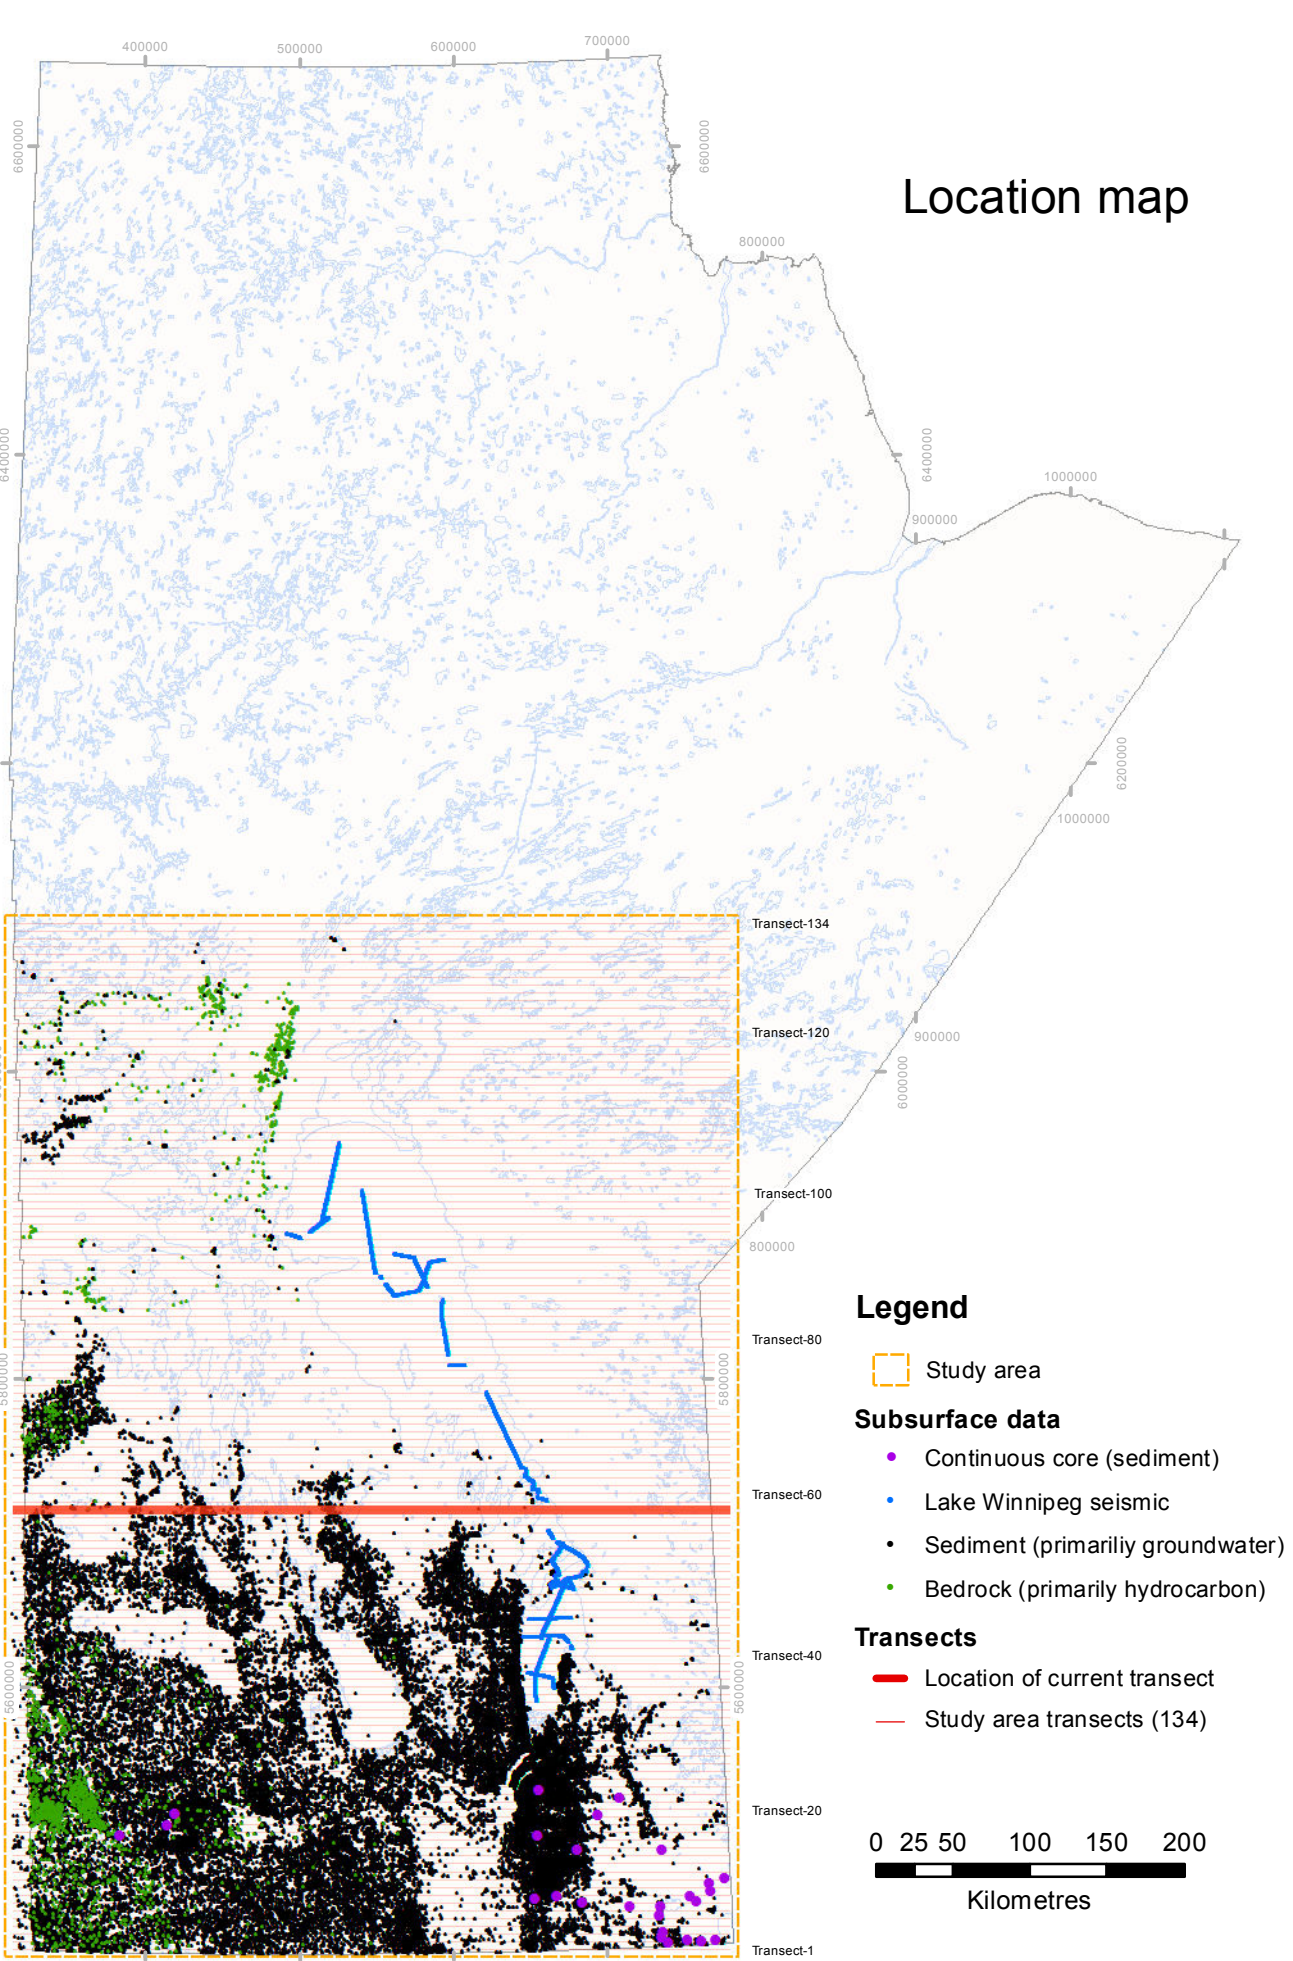 400000
500000
600000
700000
6600000
6600000
Location map
800000
6400000
6400000
1000000
900000
6200000
1000000
Transect-134
Transect-120
900000
6000000
Transect-100
800000
Legend
Transect-80
5800000
5800000
Study area
Subsurface data
Continuous core (sediment)
Transect-60
Lake Winnipeg seismic
Sediment (primariliy groundwater)
Bedrock (primarily hydrocarbon)
Transects
Transect-40
5600000
5600000
Location of current transect
Study area transects (134)
Transect-20
0 25 50 100 150 200
Kilometres
Transect-1